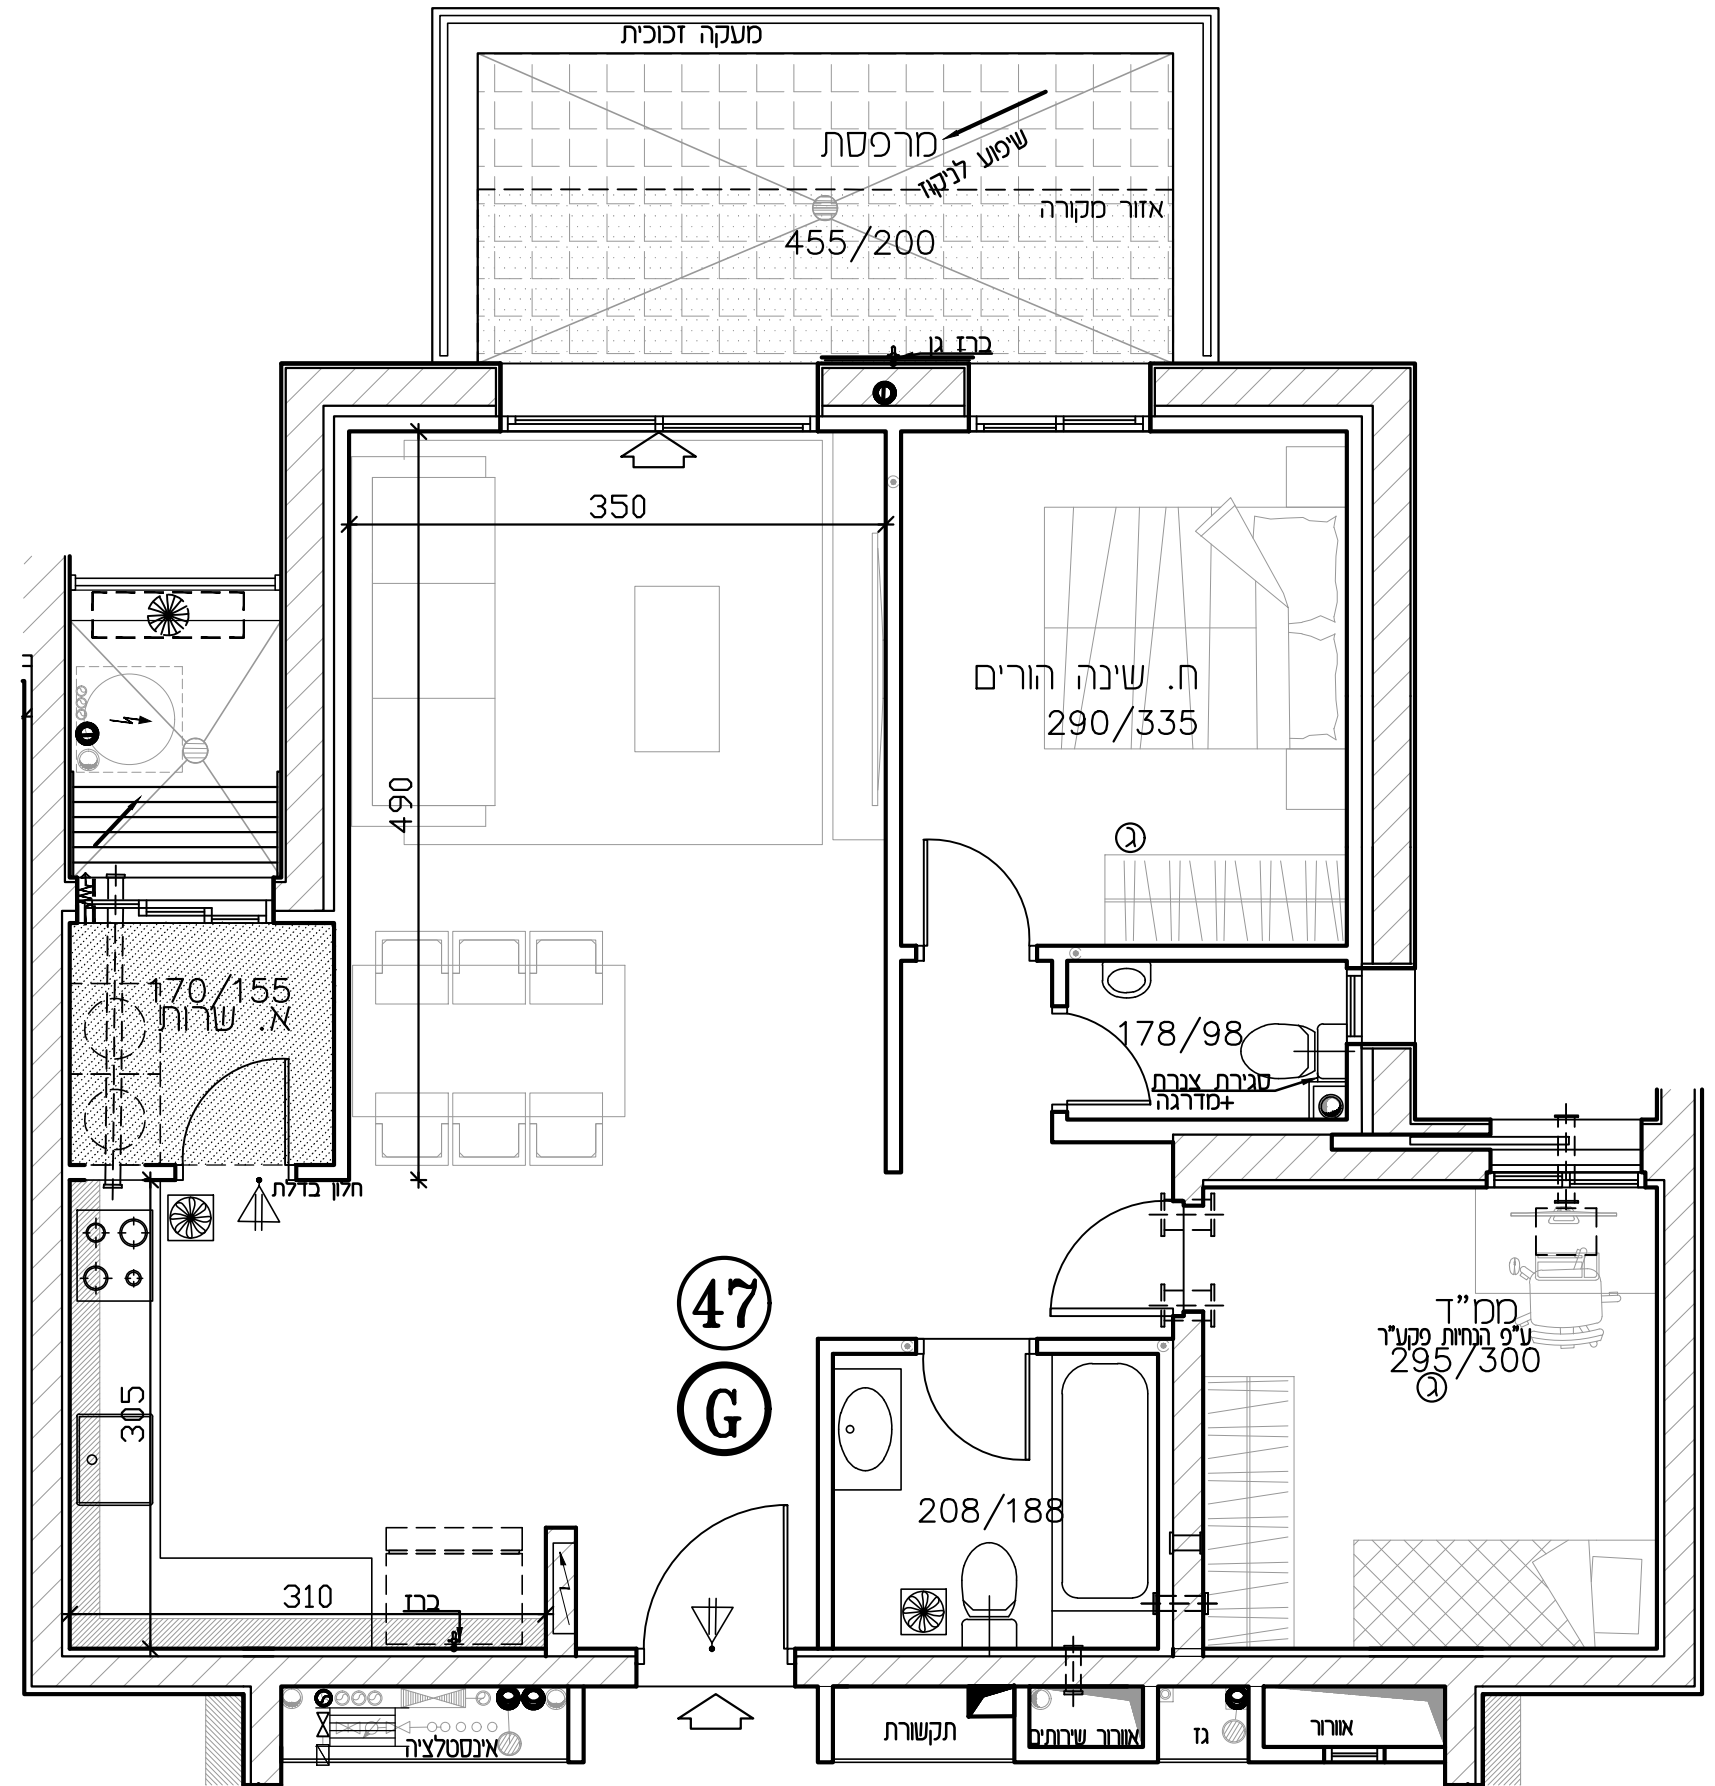 מעקה זכוכית
מרפסת
שיפוע לניקוז
אזור מקורה
455/200
ברז גן
350
490
ח. שינה הורים
290/335
ג
170/155
א. שרות
178/98
סגירת צנרת
+מדרגה
חלון בדלת
47
G
ממ"ד
ע"פ הנחיות פקע"ר
295/300
ג
305
208/188
310
ברז
אינסטלציה
תקשורת
אוורור שירותים
גז
אוורור